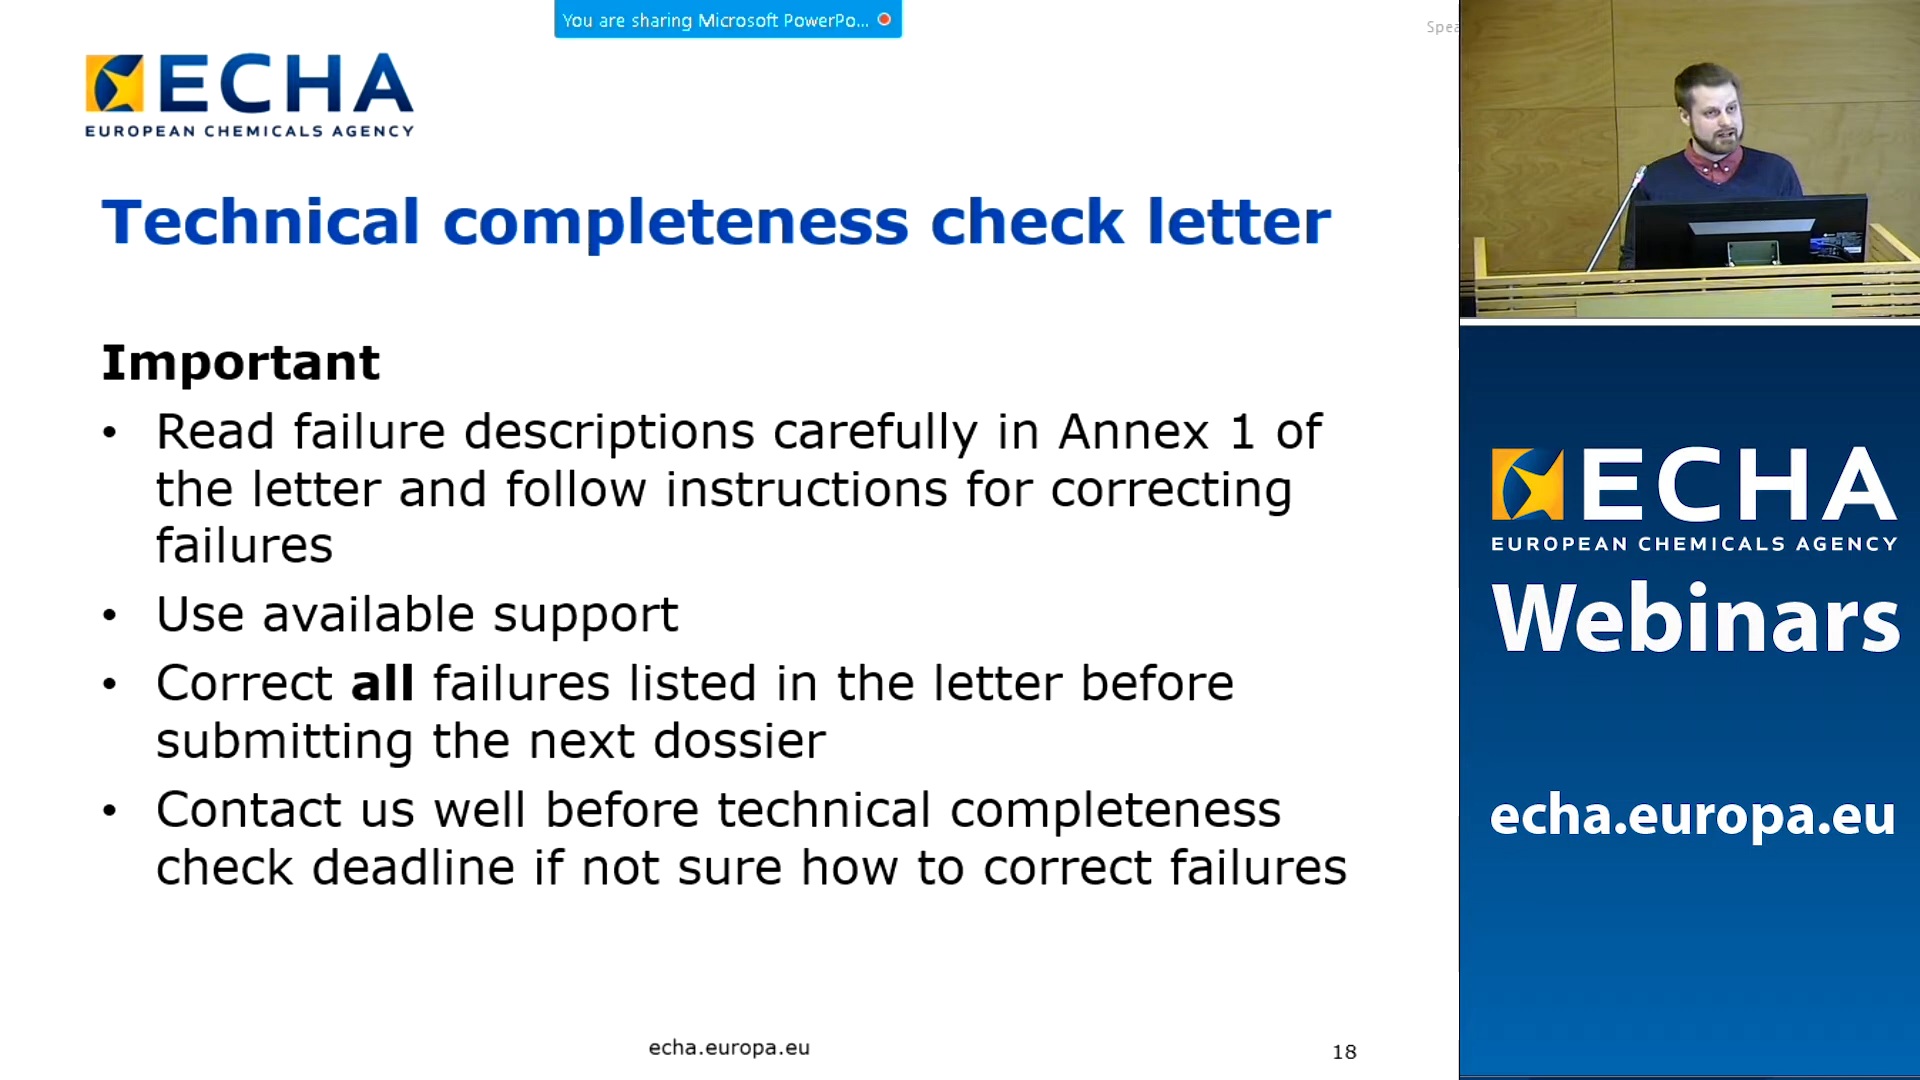 You are sharing Microsoft PowerPo...
Spea
ECHA
EUROPEAN CHEMICALS AGENCY
Technical completeness check letter
Important
• Read failure descriptions carefully in Annex 1 of
the letter and follow instructions for correcting
failures
• Use available support
• Correct all failures listed in the letter before
submitting the next dossier
• Contact us well before technical completeness
check deadline if not sure how to correct failures
echa.europa.eu
18
ECHA
EUROPEAN CHEMICALS AGENCY
Webinars
echa.europa.eu